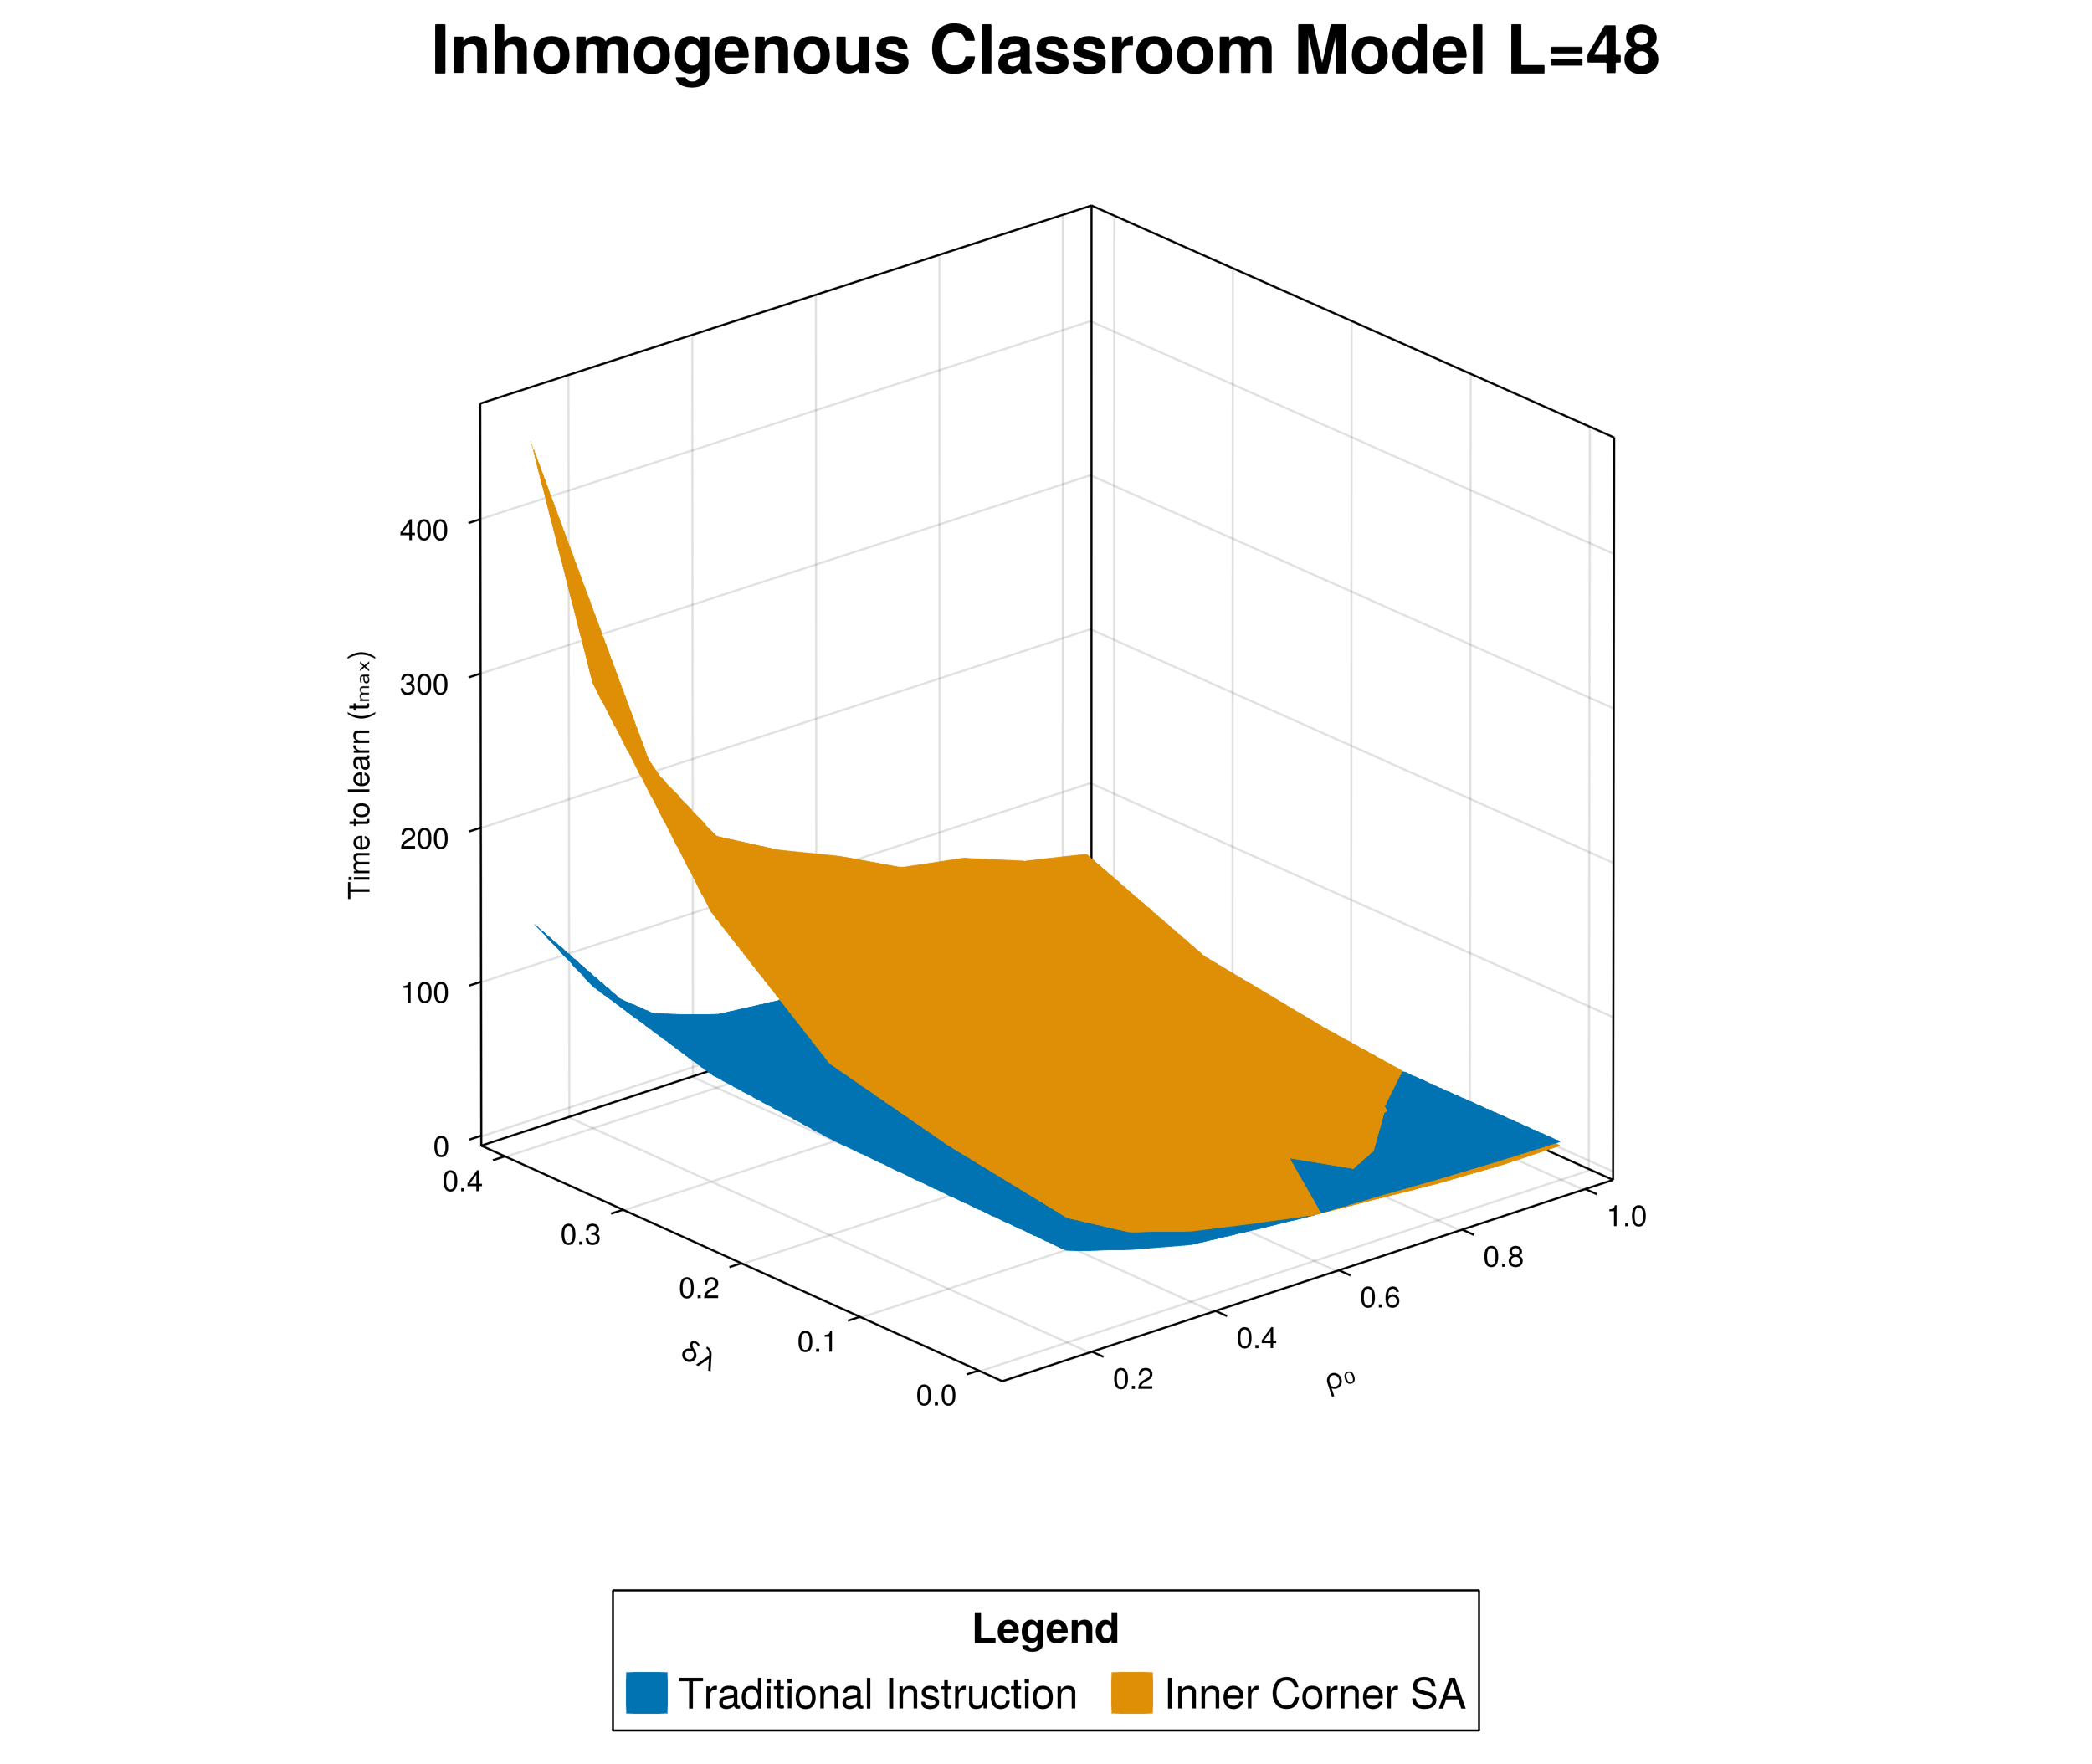 Inhomogenous Classroom Model L=48
Time to learn (tₘₐₓ)
400
300
200
100
0
0.4
0.3
0.2
0.1
0.0
δλ
0.2
0.4
0.6
0.8
1.0
ρ⁰
Legend
Traditional Instruction
Inner Corner SA